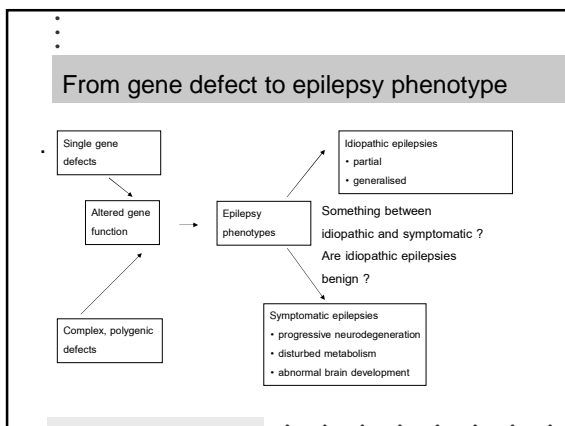 From gene defect to epilepsy phenotype
Single gene
defects
Altered gene
function
Complex, polygenic
defects
Epilepsy
phenotypes
Idiopathic epilepsies
• partial
• generalised
Something between
idiopathic and symptomatic ?
Are idiopathic epilepsies
benign ?
Symptomatic epilepsies
• progressive neurodegeneration
• disturbed metabolism
• abnormal brain development